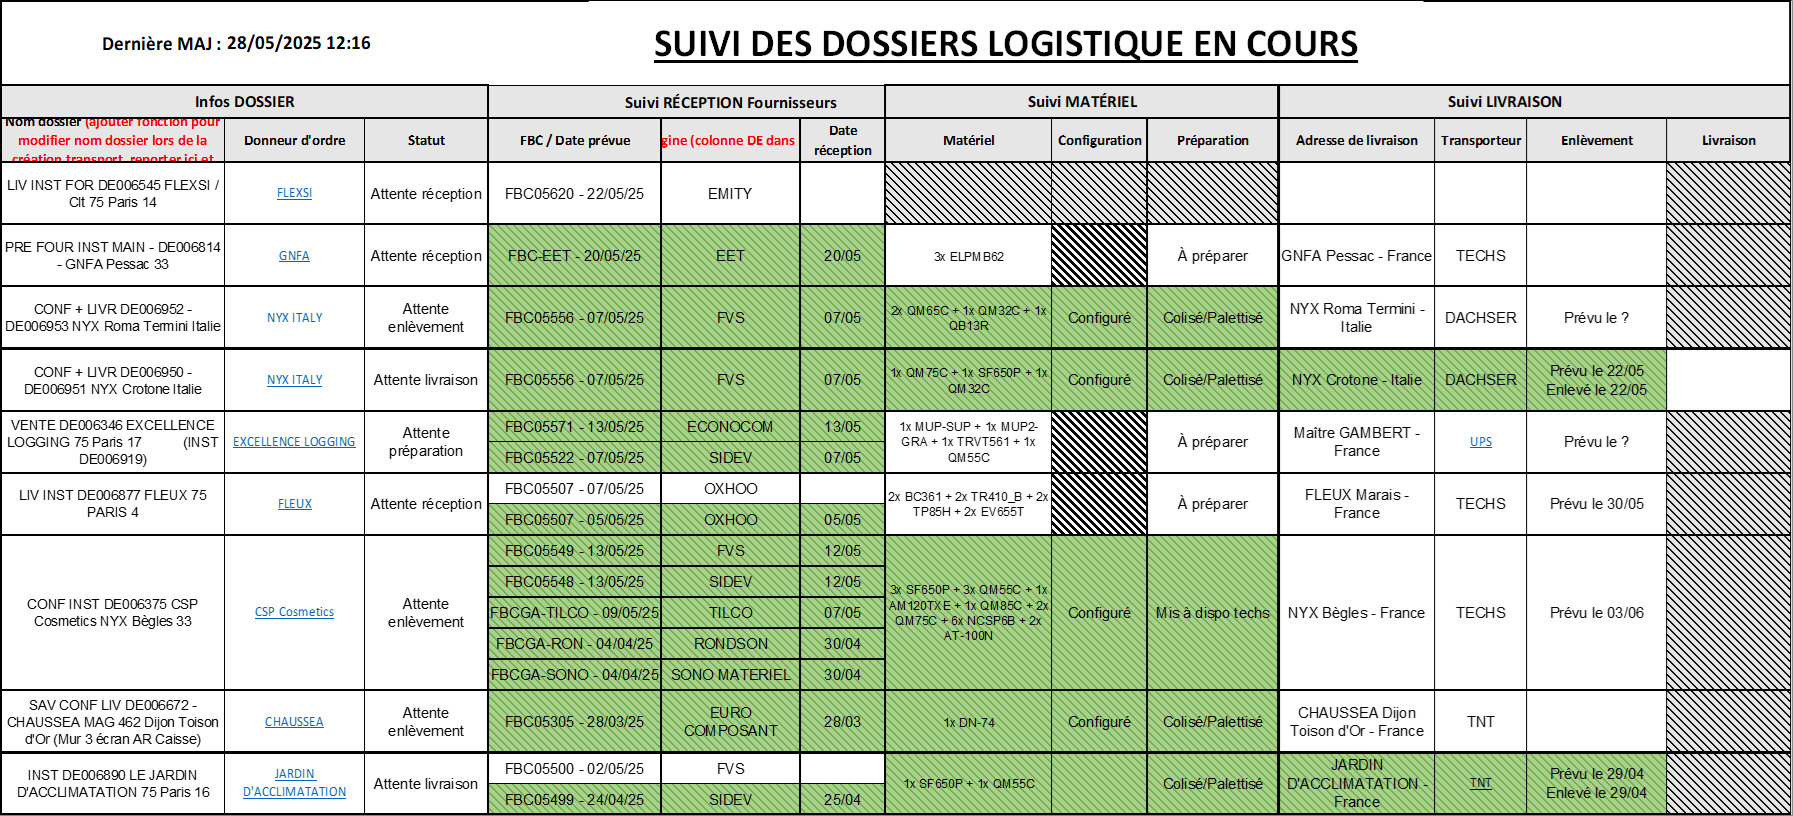 Dernière MAJ : 28/05/2025 12:16
SUIVI DES DOSSIERS LOGISTIQUE EN COURS
Infos DOSSIER
Suivi RÉCEPTION Fournisseurs
Suivi MATÉRIEL
Suivi LIVRAISON
Nom dossier (ajouter fonction pour
modifier nom dossier lors de la
création transport, reporter ici et
Donneur d'ordre
Statut
FBC / Date prévue
gine (colonne DE dans
Date
réception
Matériel
Configuration
Préparation
Adresse de livraison
Transporteur
Enlèvement
Livraison
LIV INST FOR DE006545 FLEXSI /
Clt 75 Paris 14
FLEXSI
Attente réception
FBC05620 - 22/05/25
EMITY
PRE FOUR INST MAIN - DE006814
- GNFA Pessac 33
GNFA
Attente réception
FBC-EET - 20/05/25
EET
20/05
3x ELPMB62
À préparer
GNFA Pessac - France
TECHS
CONF + LIVR DE006952 -
DE006953 NYX Roma Termini Italie
NYX ITALY
Attente
enlèvement
FBC05556 - 07/05/25
FVS
07/05
2x QM65C + 1x QM32C + 1x
QB13R
Configuré
Colisé/Palettisé
NYX Roma Termini -
Italie
DACHSER
Prévu le ?
CONF + LIVR DE006950 -
DE006951 NYX Crotone Italie
NYX ITALY
Attente livraison
FBC05556 - 07/05/25
FVS
07/05
1x QM75C + 1x SF650P + 1x
QM32C
Configuré
Colisé/Palettisé
NYX Crotone - Italie
DACHSER
Prévu le 22/05
Enlevé le 22/05
VENTE DE006346 EXCELLENCE
LOGGING 75 Paris 17 (INST
DE006919)
EXCELLENCE LOGGING
Attente
préparation
FBC05571 - 13/05/25
ECONOCOM
13/05
FBC05522 - 07/05/25
SIDEV
07/05
1x MUP-SUP + 1x MUP2-
GRA + 1x TRVT561 + 1x
QM55C
À préparer
Maître GAMBERT -
France
UPS
Prévu le ?
LIV INST DE006877 FLEUX 75
PARIS 4
FLEUX
Attente réception
FBC05507 - 07/05/25
OXHOO
FBC05507 - 05/05/25
OXHOO
05/05
2x BC361 + 2x TR410_B + 2x
TP85H + 2x EV655T
À préparer
FLEUX Marais -
France
TECHS
Prévu le 30/05
CONF INST DE006375 CSP
Cosmetics NYX Bègles 33
CSP Cosmetics
Attente
enlèvement
FBC05549 - 13/05/25
FVS
12/05
FBC05548 - 13/05/25
SIDEV
12/05
FBCGA-TILCO - 09/05/25
TILCO
07/05
FBCGA-RON - 04/04/25
RONDSON
30/04
FBCGA-SONO - 04/04/25
SONO MATERIEL
30/04
3x SF650P + 3x QM55C + 1x
AM120TXE + 1x QM85C + 2x
QM75C + 6x NCSP6B + 2x
AT-100N
Configuré
Mis à dispo techs
NYX Bègles - France
TECHS
Prévu le 03/06
SAV CONF LIV DE006672 -
CHAUSSEA MAG 462 Dijon Toison
d'Or (Mur 3 écran AR Caisse)
CHAUSSEA
Attente
enlèvement
FBC05305 - 28/03/25
EURO
COMPOSANT
28/03
1x DN-74
Configuré
Colisé/Palettisé
CHAUSSEA Dijon
Toison d'Or - France
TNT
INST DE006890 LE JARDIN
D'ACCLIMATATION 75 Paris 16
JARDIN
D'ACCLIMATATION
Attente livraison
FBC05500 - 02/05/25
FVS
FBC05499 - 24/04/25
SIDEV
25/04
1x SF650P + 1x QM55C
Colisé/Palettisé
JARDIN
D'ACCLIMATATION -
France
TNT
Prévu le 29/04
Enlevé le 29/04